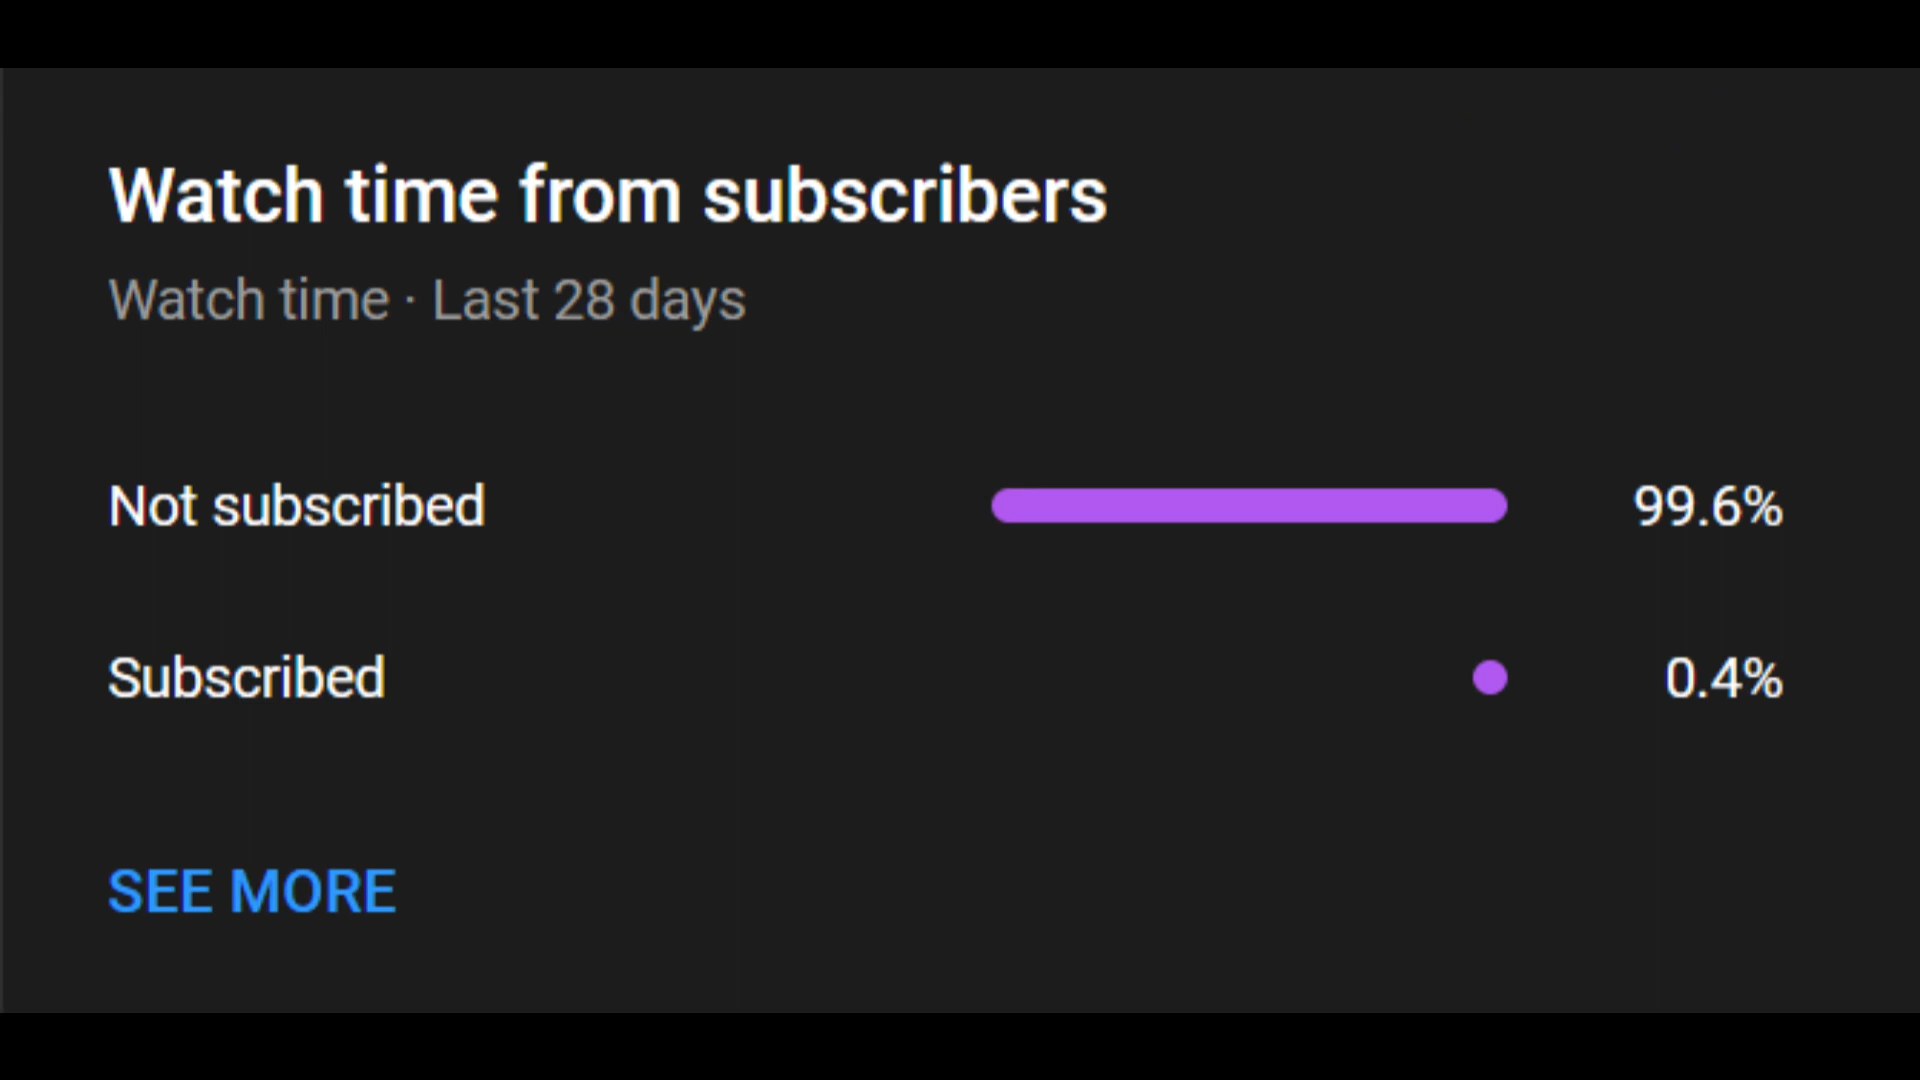 Watch time from subscribers
Watch time · Last 28 days
Not subscribed 99.6%
Subscribed 0.4%
SEE MORE